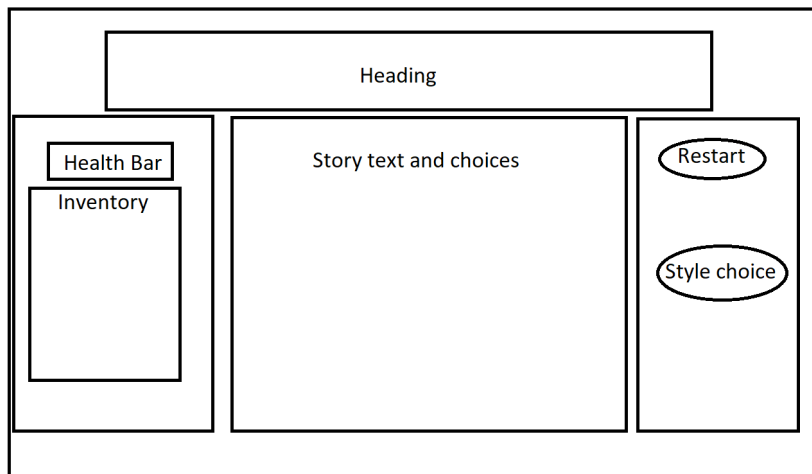 Heading
Health Bar
Inventory
Story text and choices
Restart
Style choice